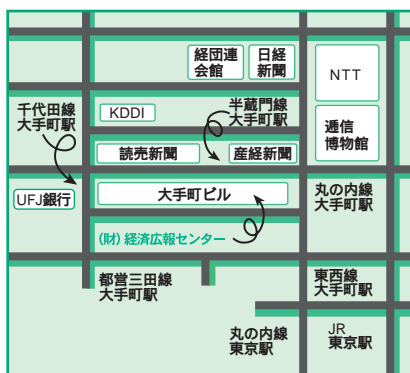 経団連
会館
日経
新聞
NTT
千代田線
大手町駅
KDDI
半蔵門線
大手町駅
逓信
博物館
読売新聞
産経新聞
UFJ銀行
大手町ビル
丸の内線
大手町駅
(財)経済広報センター
都営三田線
大手町駅
東西線
大手町駅
丸の内線
東京駅
JR
東京駅